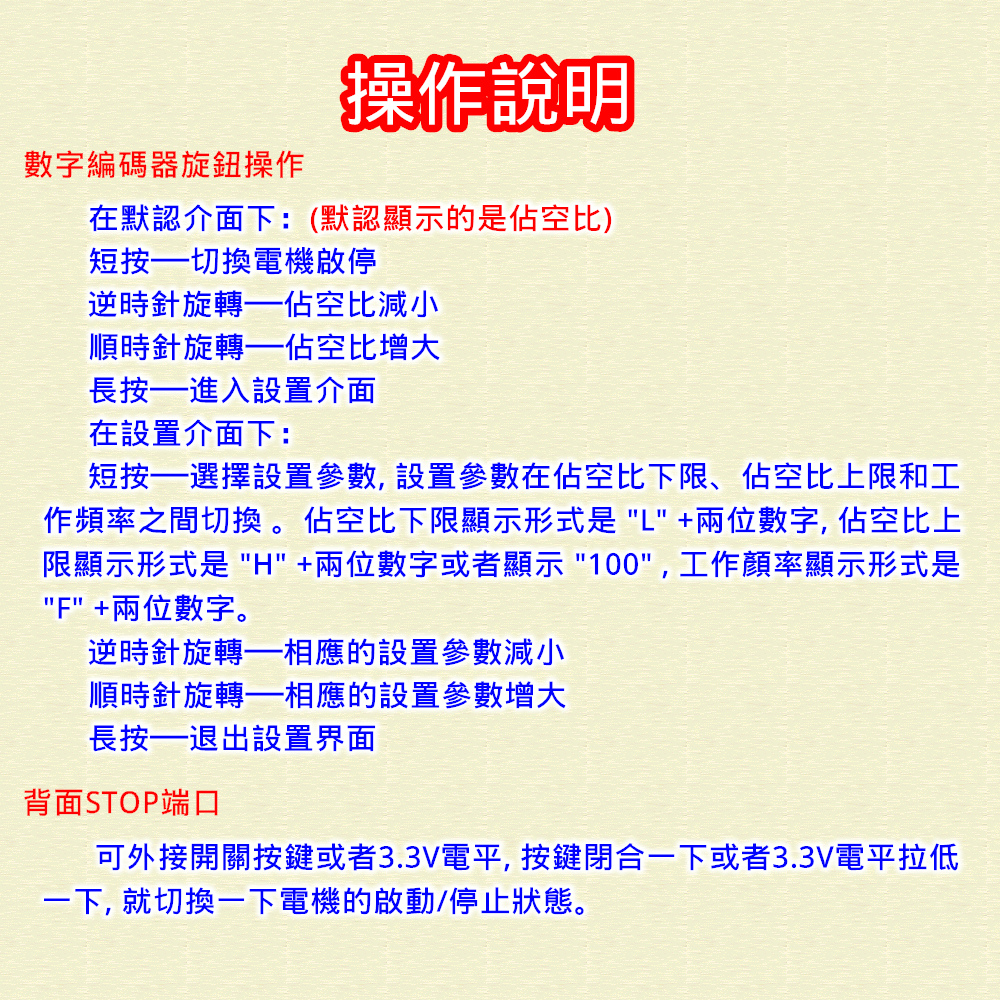 操作說明
數字編碼器旋鈕操作
在默認介面下：(默認顯示的是佔空比)
短按──切換電機啟停
逆時針旋轉──佔空比減小
順時針旋轉──佔空比增大
長按──進入設置介面
在設置介面下：
短按──選擇設置參數, 設置參數在佔空比下限、佔空比上限和工
作頻率之間切換 。佔空比下限顯示形式是 "L" +兩位數字, 佔空比上
限顯示形式是 "H" +兩位數字或者顯示 "100" , 工作顏率顯示形式是
"F" +兩位數字。
逆時針旋轉──相應的設置參數減小
順時針旋轉──相應的設置參數增大
長按──退出設置界面
背面STOP端口
可外接開關按鍵或者3.3V電平, 按鍵閉合一下或者3.3V電平拉低
一下, 就切換一下電機的啟動/停止狀態。